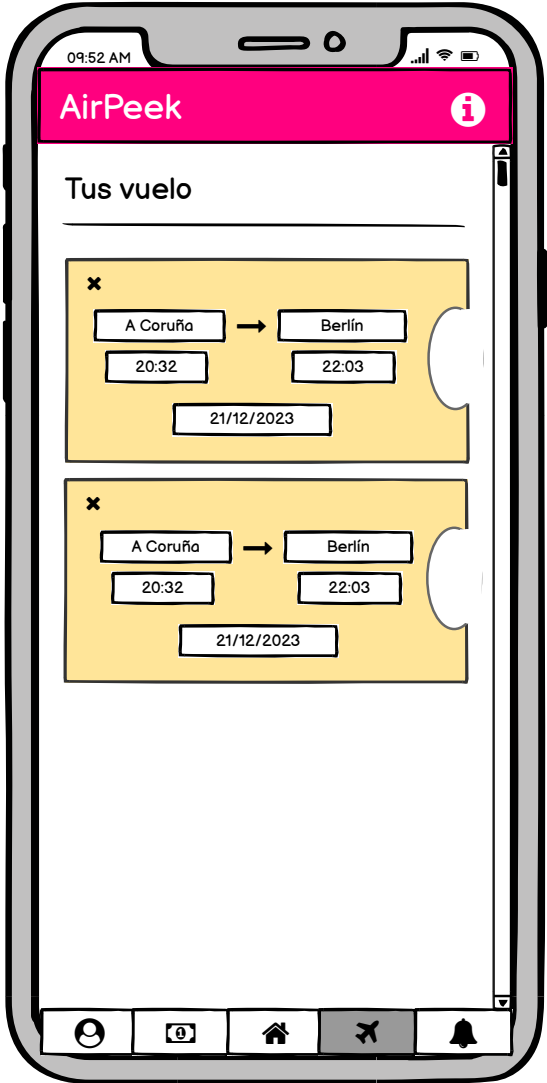 09:52 AM
AirPeek
Tus vuelo
A Coruña → Berlín
20:32 22:03
21/12/2023
A Coruña → Berlín
20:32 22:03
21/12/2023